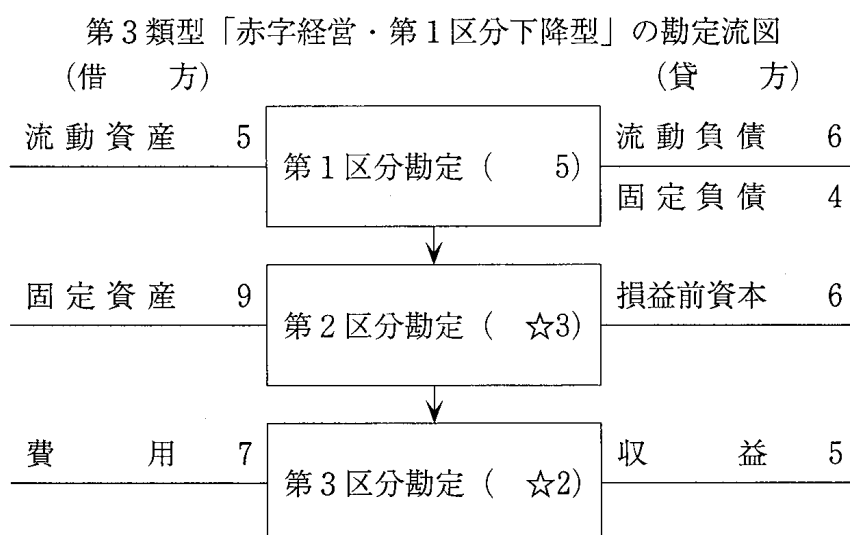 第3類型「赤字経営・第1区分下降型」の勘定流図
(借　　方)　(貸　　方)
流動資産 5　第1区分勘定 (　5)　流動負債 6
固定負債 4
固定資産 9　第2区分勘定 (　☆3)　損益前資本 6
費　　用 7　第3区分勘定 (　☆2)　収　　益 5